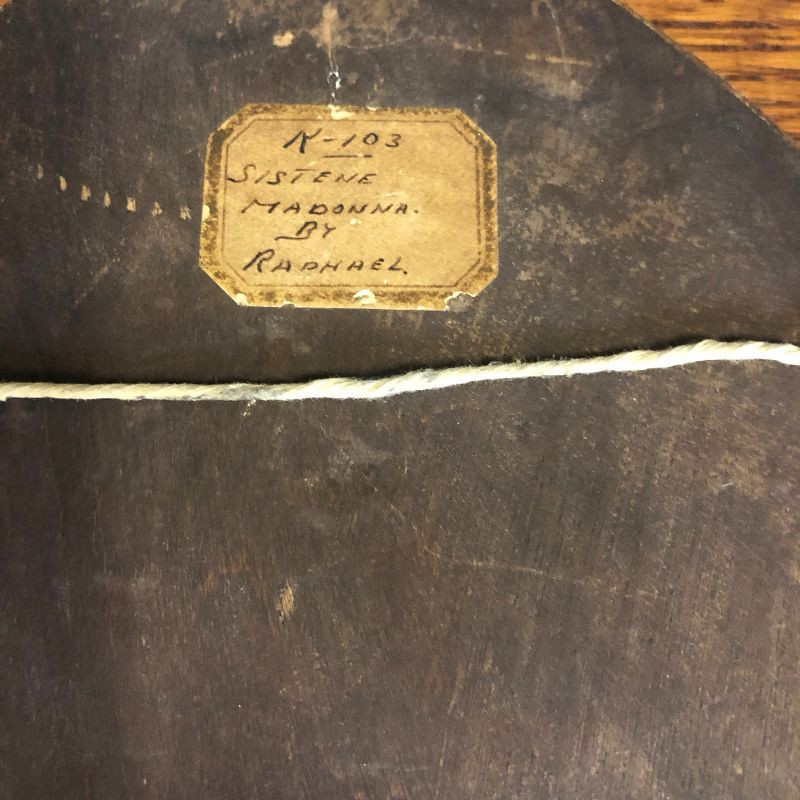 K-103
SISTENE
MADONNA.
BY
RAPHAEL.